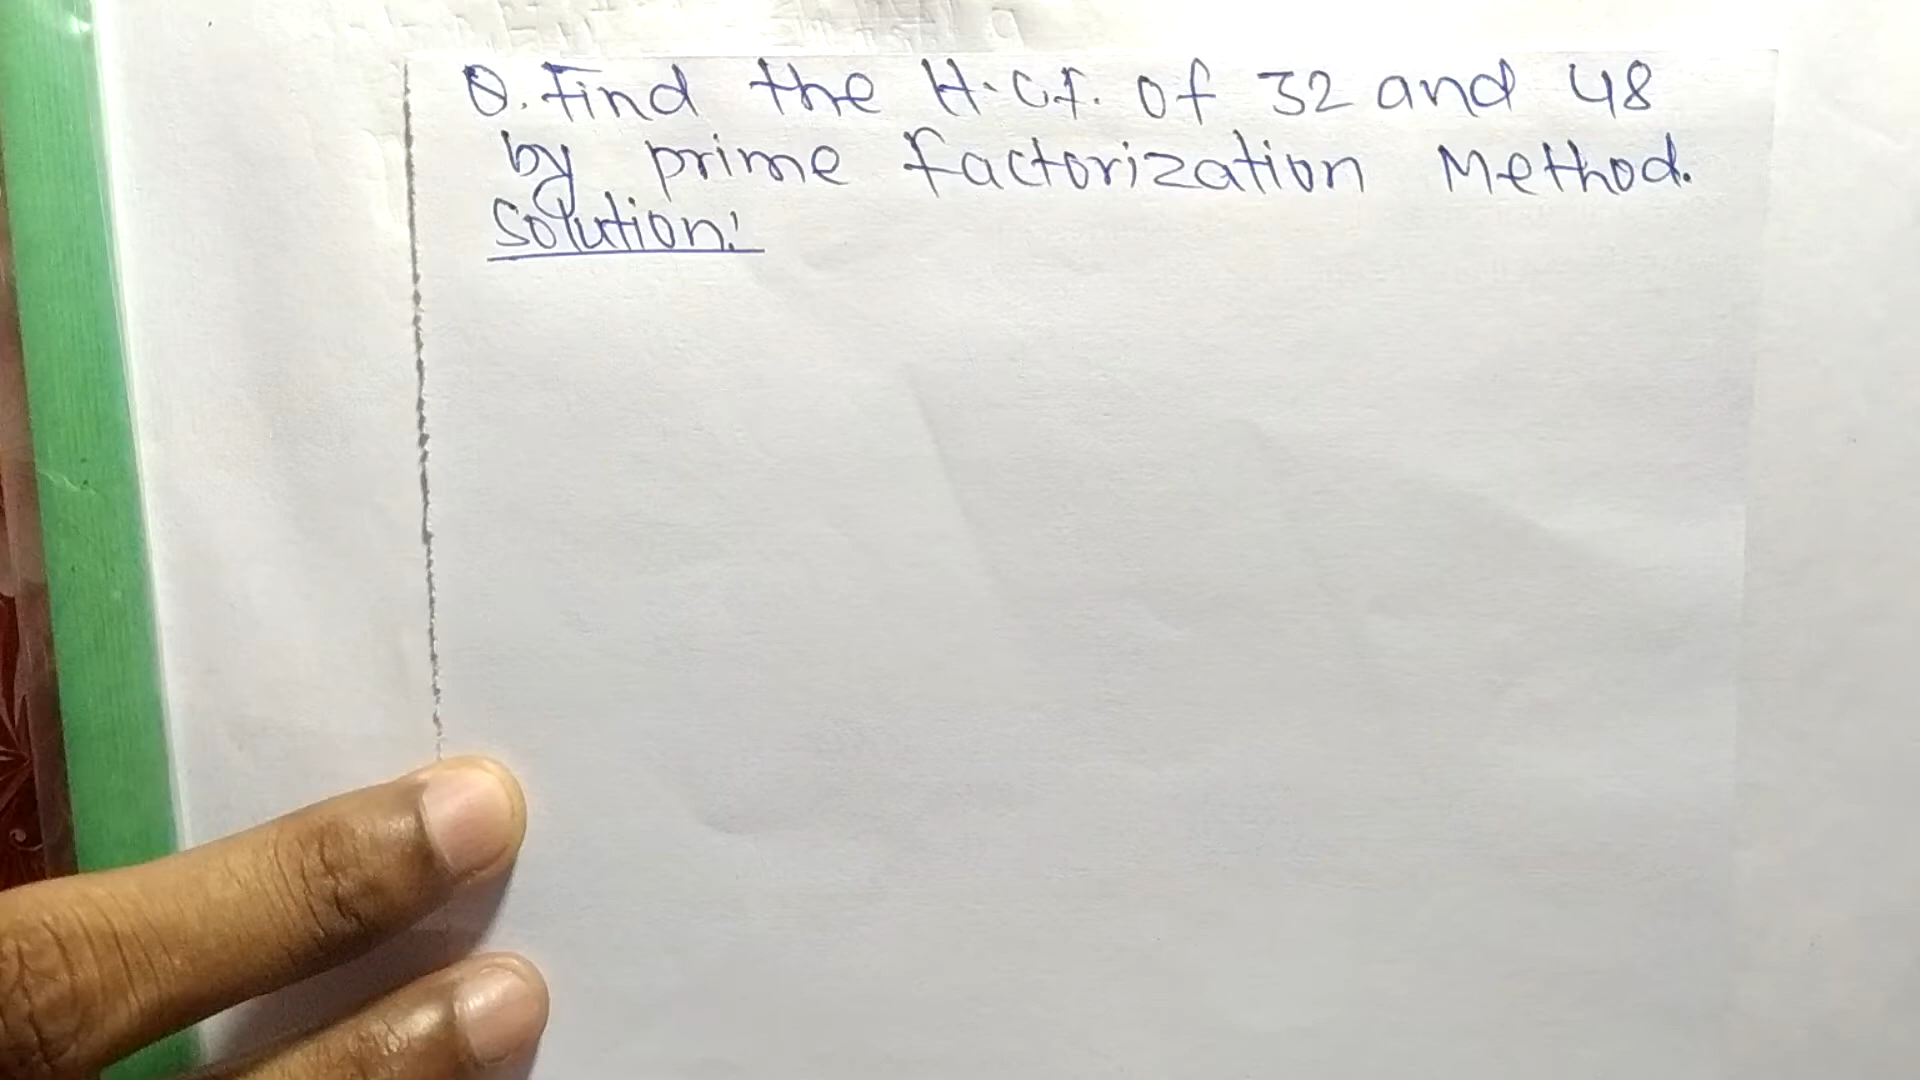 Q. Find the H.C.F. of 32 and 48
by prime factorization Method.
Solution: